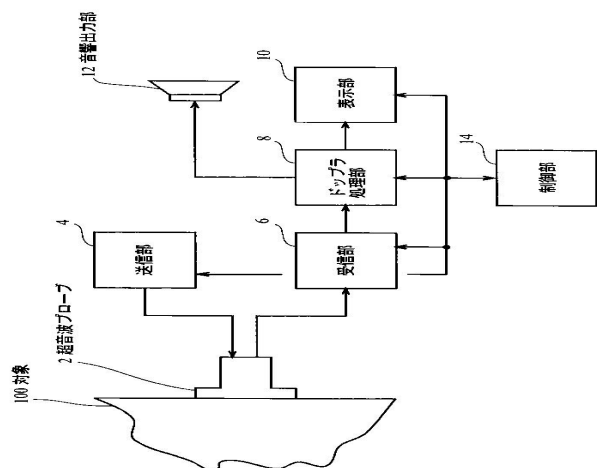 100 対象
2 超音波プローブ
4
送信部
6
受信部
8
ドップラ
処理部
10
表示部
12 音響出力部
14
制御部